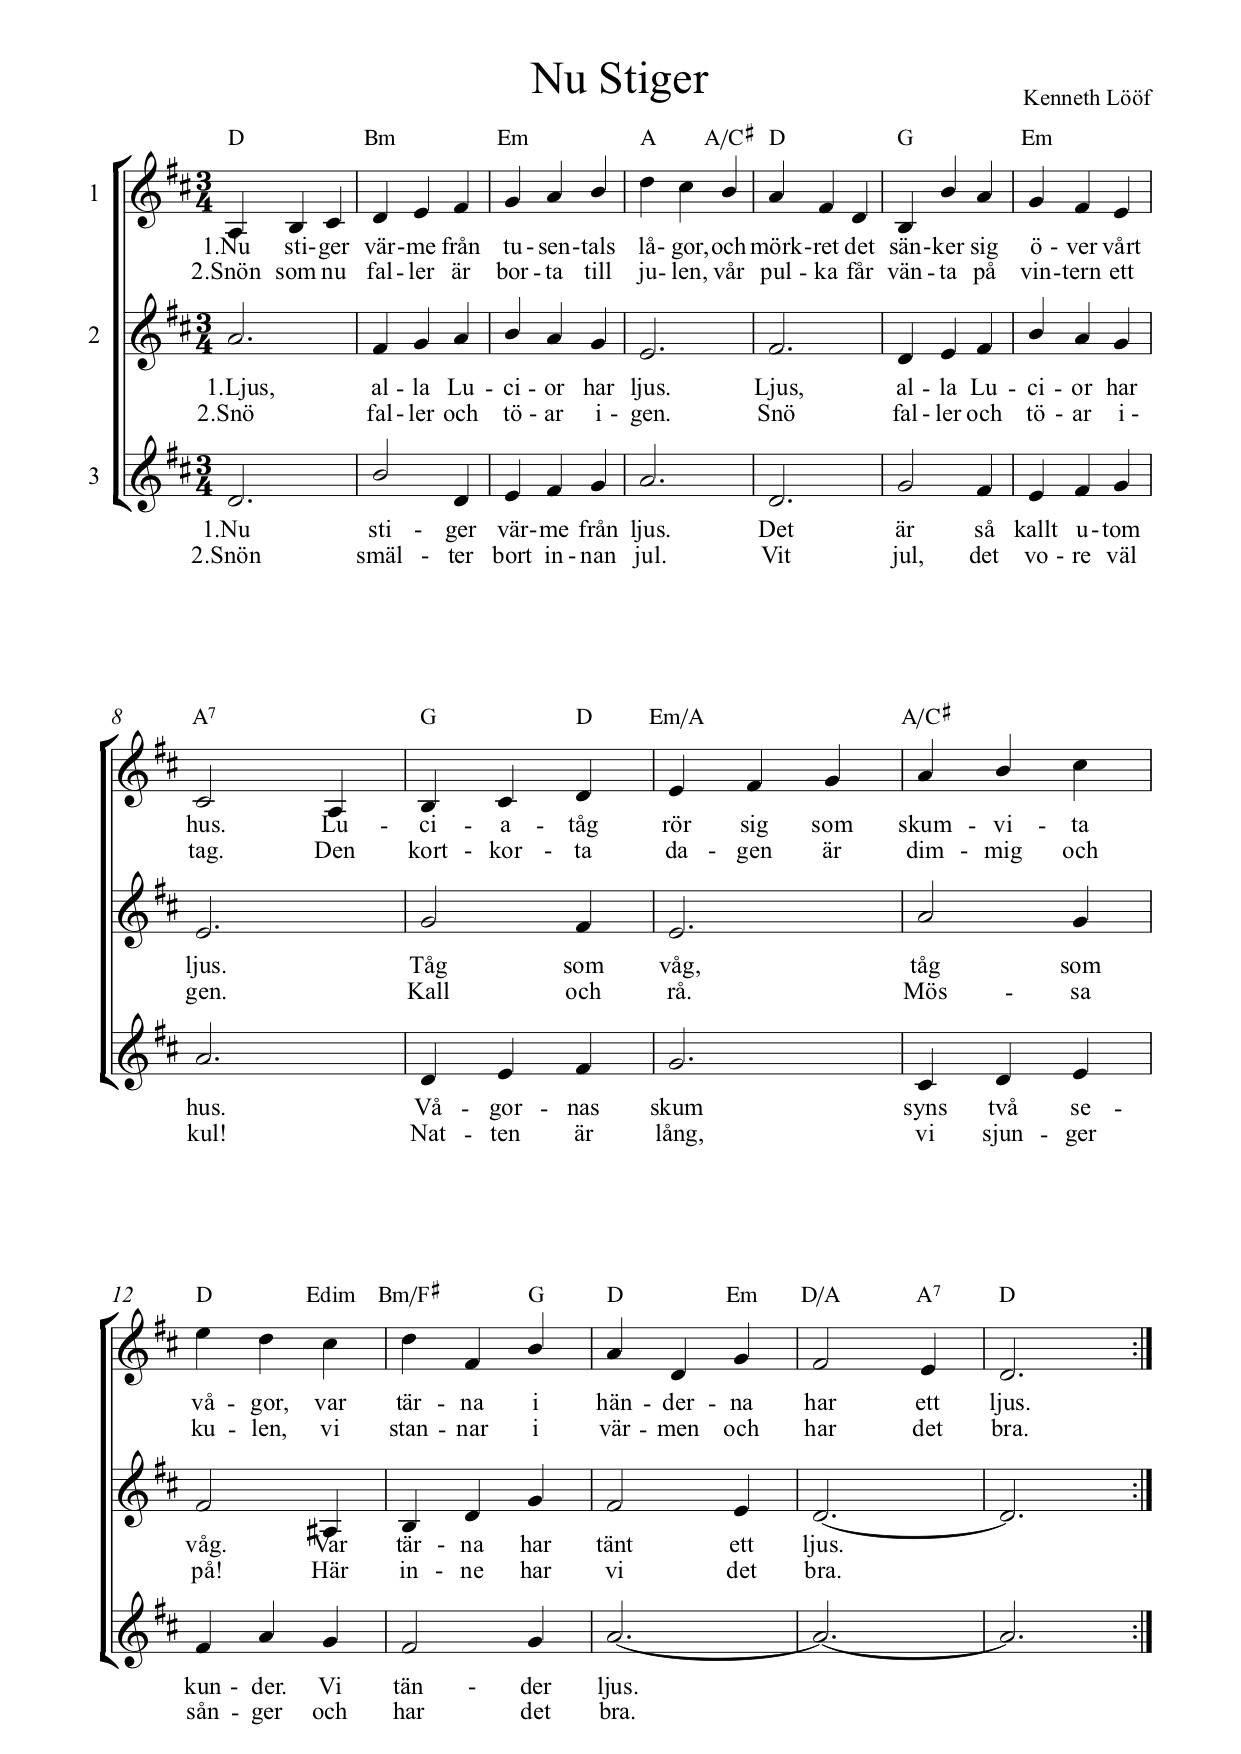 Nu Stiger
Kenneth Lööf
D Bm Em A A/C♯ D G Em
1
3 4
1.Nu sti - ger vär - me från tu - sen - tals lå - gor, och mörk - ret det sän - ker sig ö - ver vårt
2.Snön som nu fal - ler är bor - ta till ju - len, vår pul - ka får vän - ta på vin - tern ett
2
3 4
1.Ljus, al - la Lu - ci - or har ljus. Ljus, al - la Lu - ci - or har
2.Snö fal - ler och tö - ar i - gen. Snö fal - ler och tö - ar i -
3
3 4
1.Nu sti - ger vär - me från ljus. Det är så kallt u - tom
2.Snön smäl - ter bort in - nan jul. Vit jul, det vo - re väl
8 A7 G D Em/A A/C♯
hus. Lu - ci - a - tåg rör sig som skum - vi - ta
tag. Den kort - kor - ta da - gen är dim - mig och
ljus. Tåg som våg, tåg som
gen. Kall och rå. Mös - sa
hus. Vå - gor - nas skum syns två se -
kul! Nat - ten är lång, vi sjun - ger
12 D Edim Bm/F♯ G D Em D/A A7 D
vå - gor, var tär - na i hän - der - na har ett ljus.
ku - len, vi stan - nar i vär - men och har det bra.
våg. Var tär - na har tänt ett ljus.
på! Här in - ne har vi det bra.
kun - der. Vi tän - der ljus.
sån - ger och har det bra.